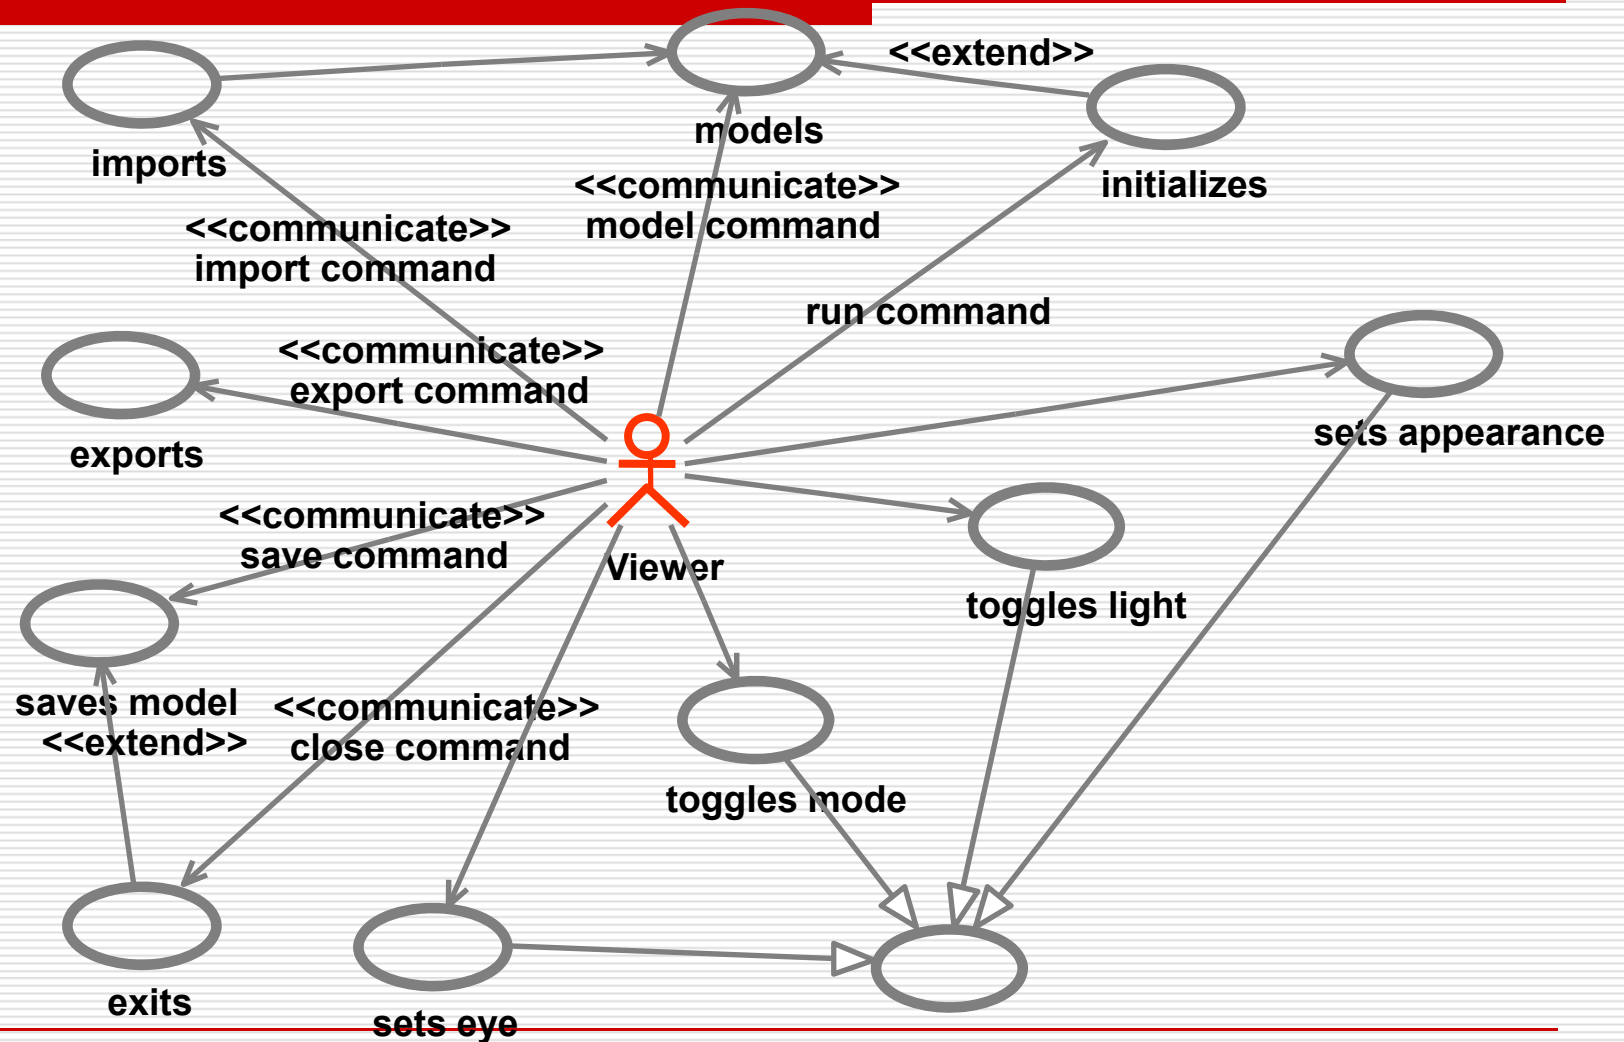 <<extend>>
models
imports
<<communicate>>
model command
initializes
<<communicate>>
import command
run command
<<communicate>>
export command
sets appearance
exports
<<communicate>>
save command
Viewer
toggles light
saves model
<<extend>>
<<communicate>>
close command
toggles mode
exits
sets eye